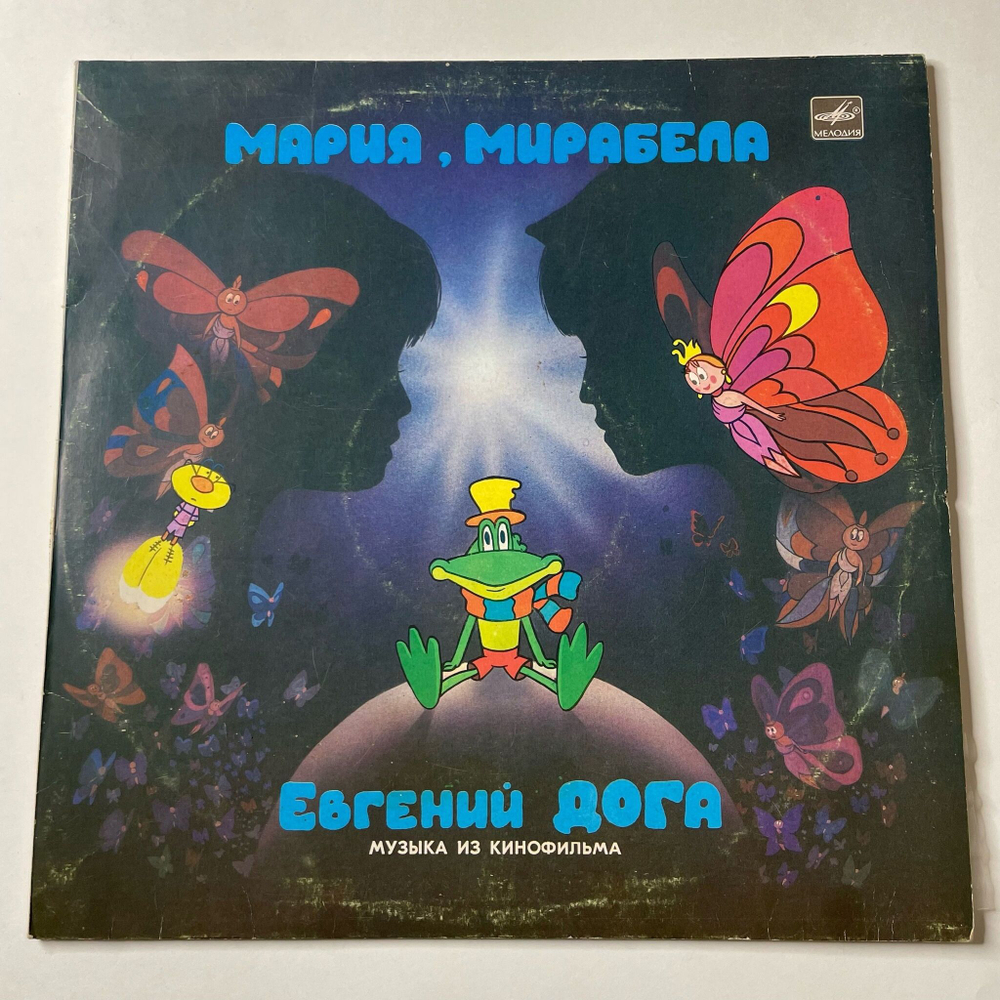 МЕЛОДИЯ
МАРИЯ , МИРАБЕЛА
ЕВГЕНИЙ ДОГА
МУЗЫКА ИЗ КИНОФИЛЬМА